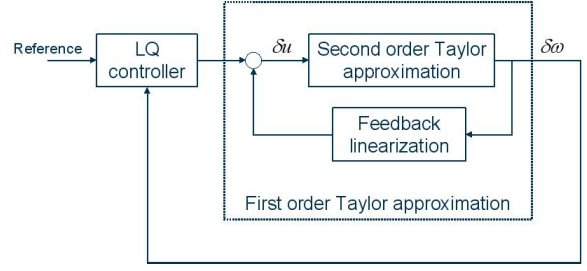 Reference
LQ
controller
δu
Second order Taylor
approximation
δω
Feedback
linearization
First order Taylor approximation